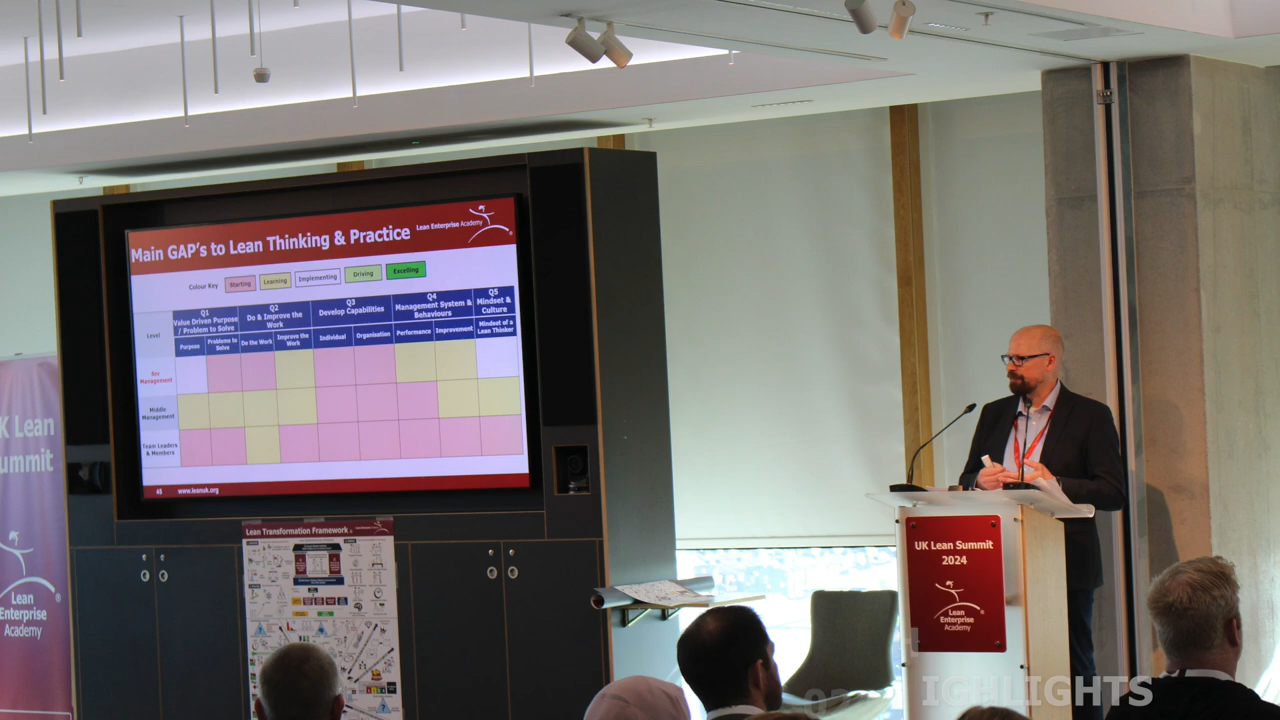 Main GAP's to Lean Thinking & Practice
Lean Enterprise Academy
Colour Key
Starting
Learning
Implementing
Driving
Excelling
Level
Q1
Value Driven Purpose
/ Problem to Solve
Q2
Do & Improve the
Work
Q3
Develop Capabilities
Q4
Management System &
Behaviours
Q5
Mindset &
Culture
Purpose
Problems to
Solve
Do the Work
Improve the
Work
Individual
Organisation
Performance
Improvement
Mindset of a
Lean Thinker
Management
Middle
Management
Team Leaders
& Members
www.leanuk.org
Lean Transformation Framework
K Lean
ummit
Lean
Enterprise
Academy
UK Lean Summit
2024
Lean
Enterprise
Academy
IGHLIGHTS